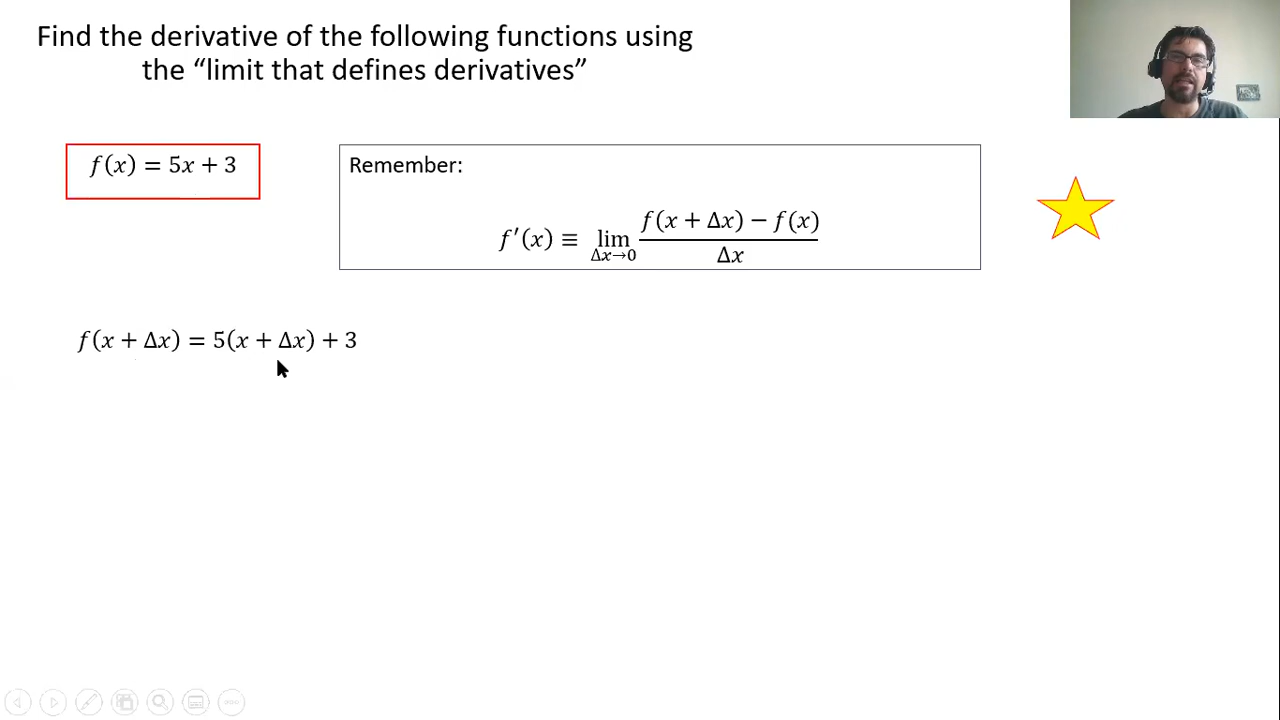 Find the derivative of the following functions using
the “limit that defines derivatives”
f(x) = 5x + 3
Remember:
f′(x) ≡ lim_{Δx→0} (f(x + Δx) − f(x)) / Δx
f(x + Δx) = 5(x + Δx) + 3